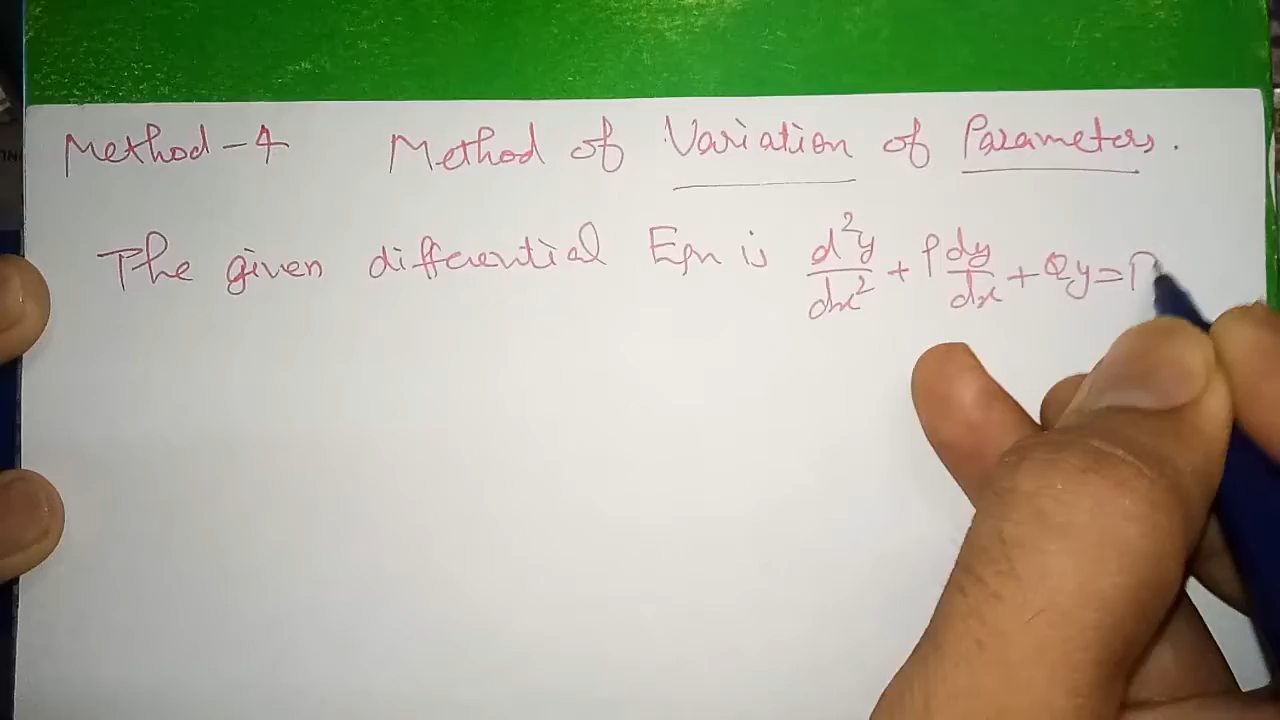 Method-4 Method of Variation of Parameters.
The given differential Eqn is d²y/dx² + P dy/dx + Qy =